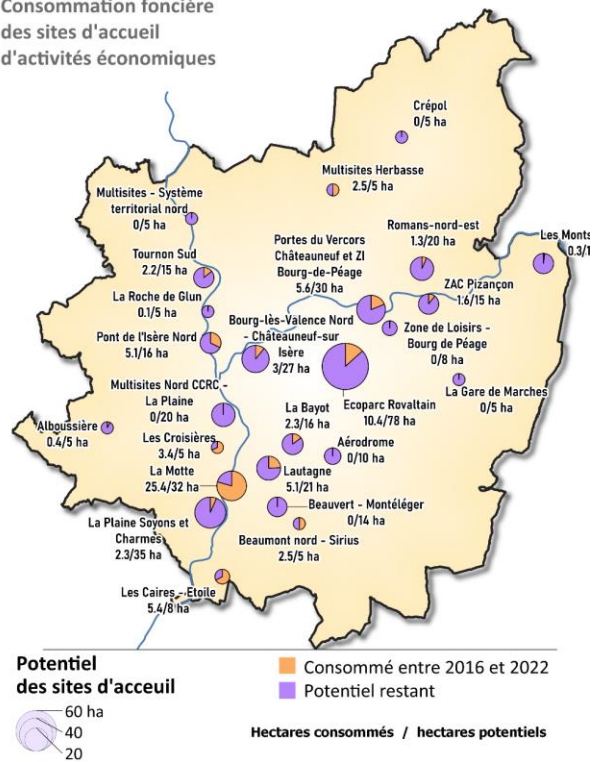 Consommation foncière
des sites d'accueil
d'activités économiques
Crépol
0/5 ha
Multisites Herbasse
2.5/5 ha
Multisites - Système
territorial nord
0/5 ha
Romans-nord-est
1.3/20 ha
Les Monts
0.3/1
Portes du Vercors
Châteauneuf et ZI
Bourg-de-Péage
5.6/30 ha
Tournon Sud
2.2/15 ha
ZAC Pizançon
1.6/15 ha
La Roche de Glun
0.1/5 ha
Zone de Loisirs -
Bourg de Péage
0/8 ha
Pont de l'Isère Nord
5.1/16 ha
Bourg-lès-Valence Nord
- Châteauneuf-sur
Isère
3/27 ha
La Gare de Marches
0/5 ha
Multisites Nord CCRC -
La Plaine
0/20 ha
Ecoparc Rovaltain
10.4/78 ha
La Bayot
2.3/16 ha
Alboussière
0.4/5 ha
Les Croisières
3.4/5 ha
Aérodrome
0/10 ha
La Motte
25.4/32 ha
Lautagne
5.1/21 ha
Beauvert - Montéléger
0/14 ha
La Plaine Soyons et
Charmes
2.3/35 ha
Beaumont nord - Sirius
2.5/5 ha
Les Caires - Etoile
5.4/8 ha
Potentiel
des sites d'acceuil
60 ha
40
20
Consommé entre 2016 et 2022
Potentiel restant
Hectares consommés / hectares potentiels